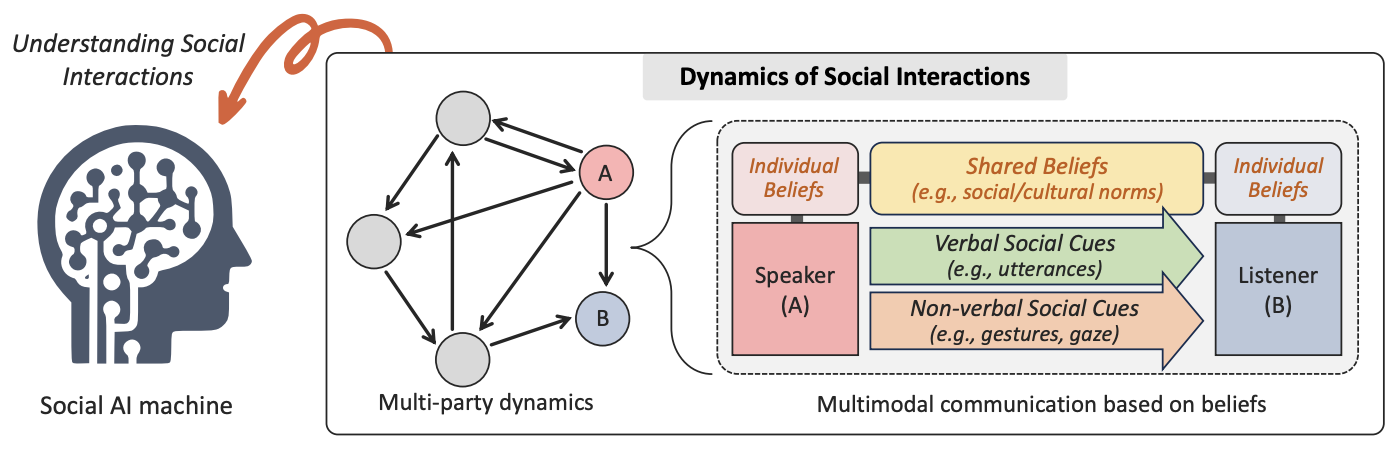 Understanding Social
Interactions
Social AI machine
Dynamics of Social Interactions
A
B
Multi-party dynamics
Individual
Beliefs
Shared Beliefs
(e.g., social/cultural norms)
Individual
Beliefs
Speaker
(A)
Verbal Social Cues
(e.g., utterances)
Non-verbal Social Cues
(e.g., gestures, gaze)
Listener
(B)
Multimodal communication based on beliefs